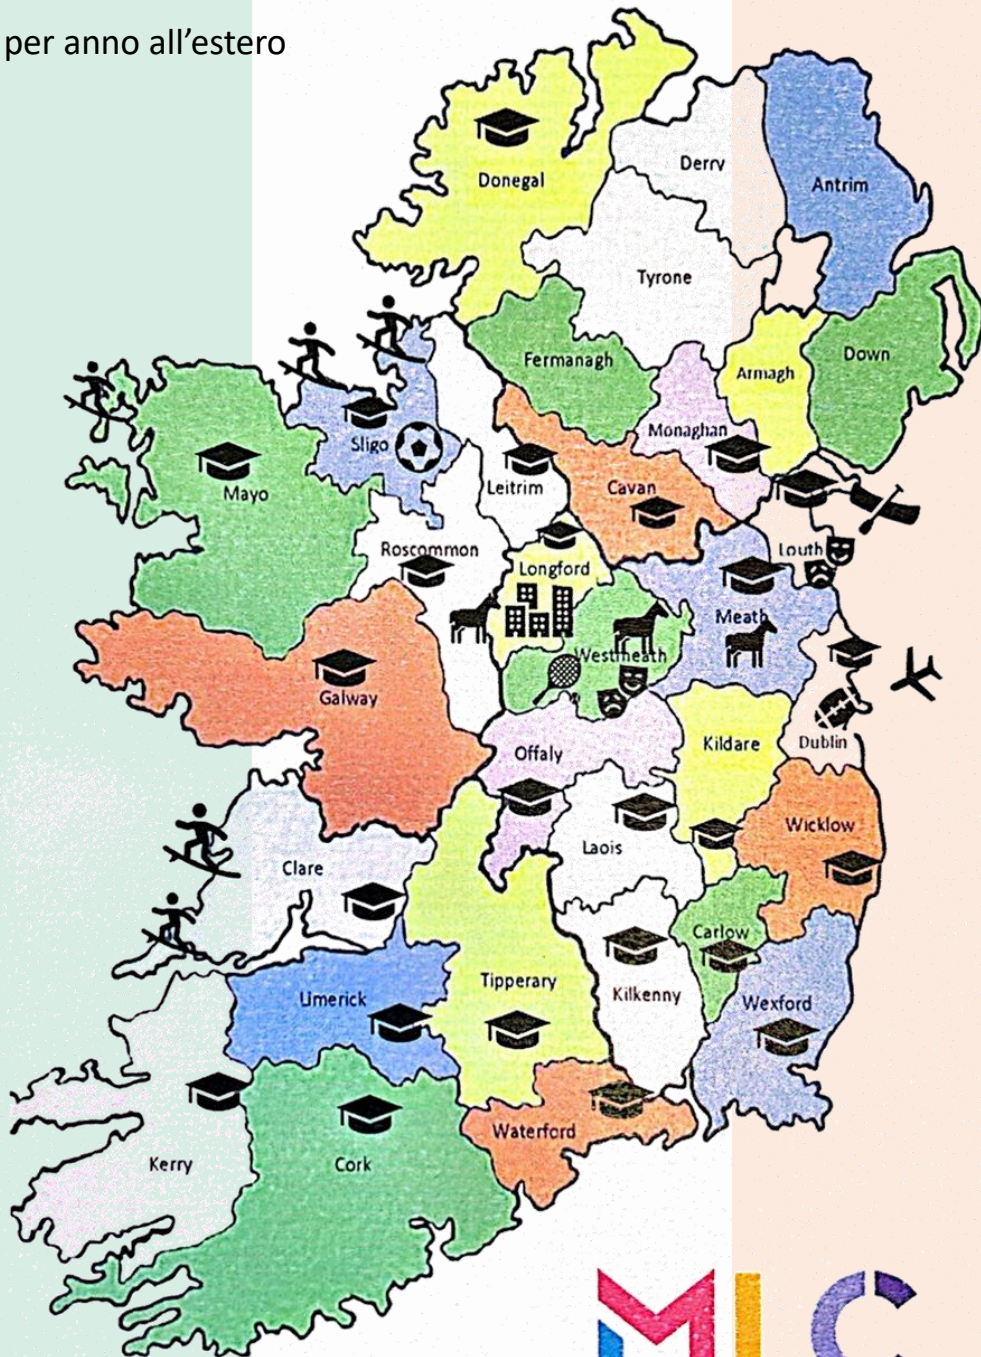 per anno all'estero
Derry
Donegal
Antrim
Tyrone
Down
Fermanagh
Armagh
Monaghan
Sligo
Leitrim
Cavan
Mayo
Roscommon
Louth
Longford
Meath
Westmeath
Galway
Offaly
Kildare
Dublin
Wicklow
Laois
Clare
Carlow
Tipperary
Kilkenny
Limerick
Wexford
Waterford
Kerry
Cork
MLC